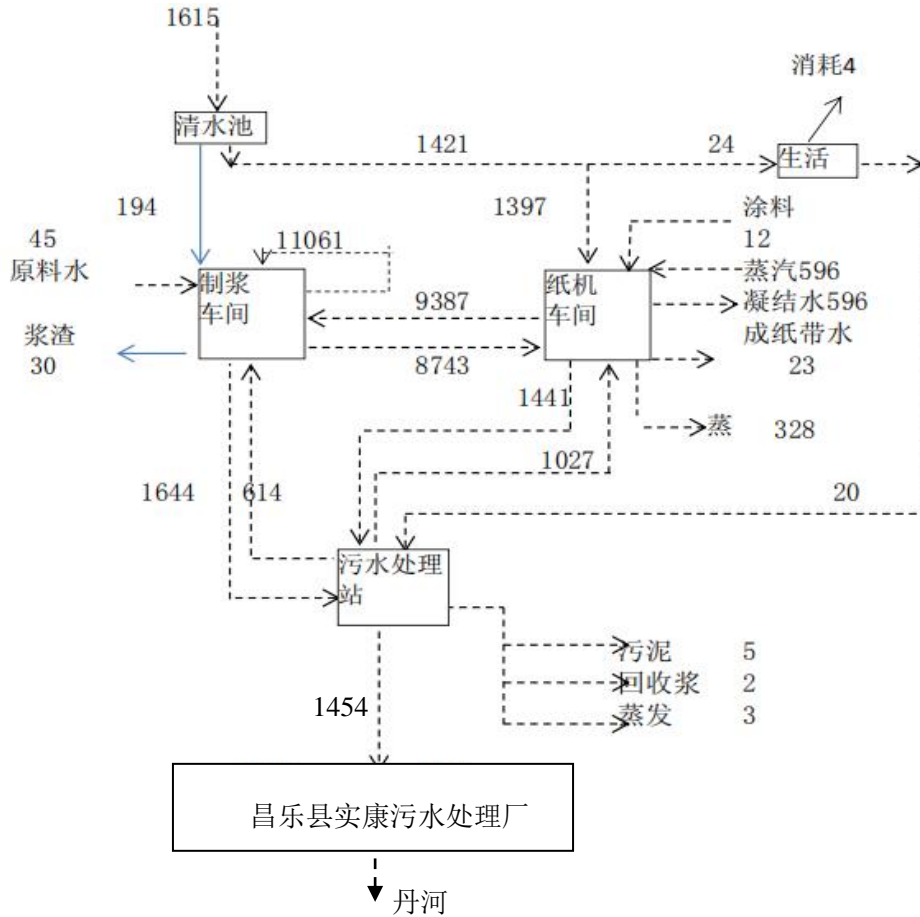 1615
消耗4
清水池
1421
24
生活
194
1397
涂料
12
45
原料水
11061
蒸汽596
制浆
车间
纸机
车间
9387
凝结水596
成纸带水
浆渣
30
8743
23
1441
蒸
328
1027
1644
614
20
污水处理
站
污泥
5
回收浆
2
蒸发
3
1454
昌乐县实康污水处理厂
丹河